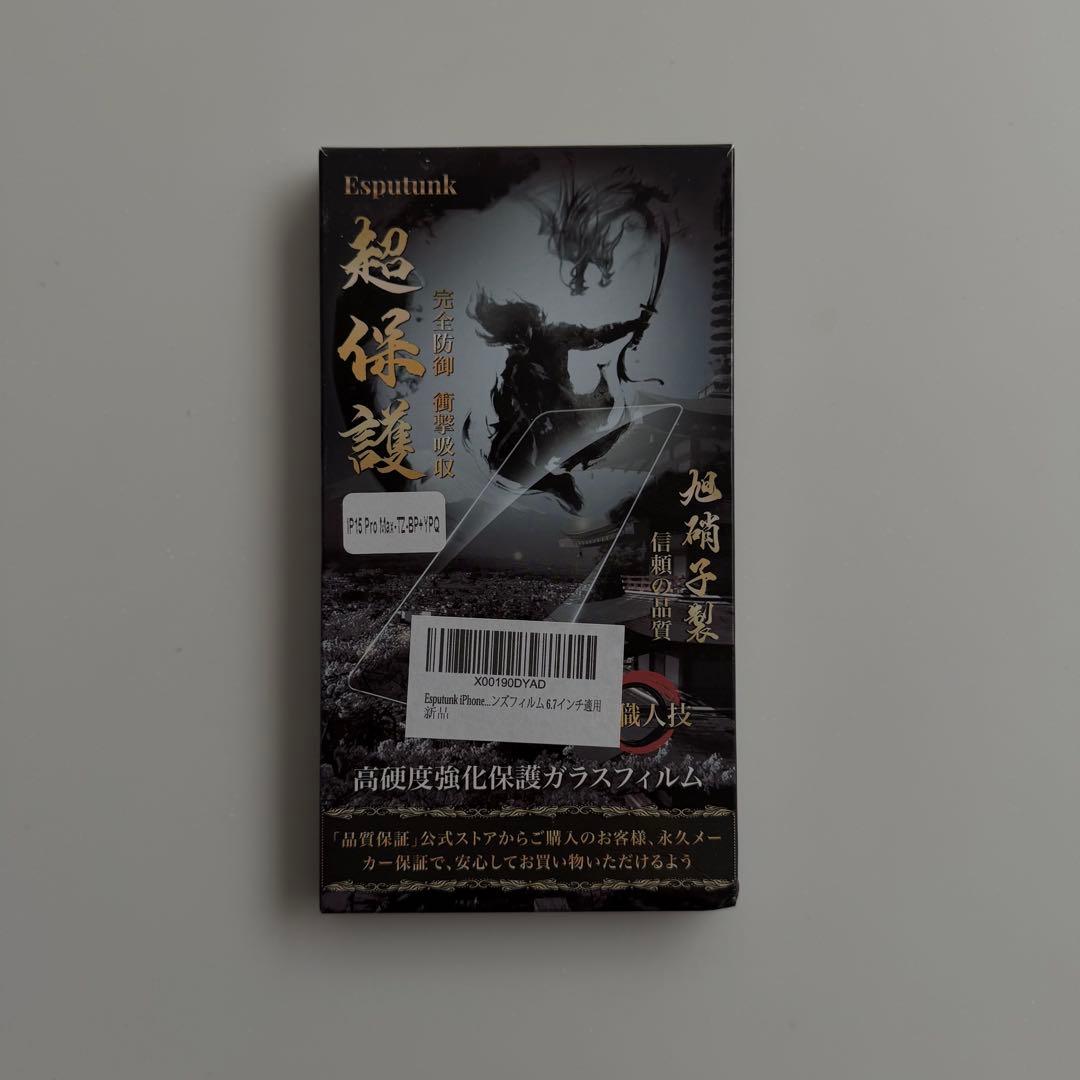 Esputunk
超保護
完全防御 衝撃吸収
IP15 Pro Max-TZ-BP+YPQ
旭硝子製
信頼の品質
X00190DYAD
Esputunk iPhone...ンズフィルム 6.7インチ適用
新品
職人技
高硬度強化保護ガラスフィルム
「品質保証」公式ストアからご購入のお客様、永久メー
カー保証で、安心してお買い物いただけるよう